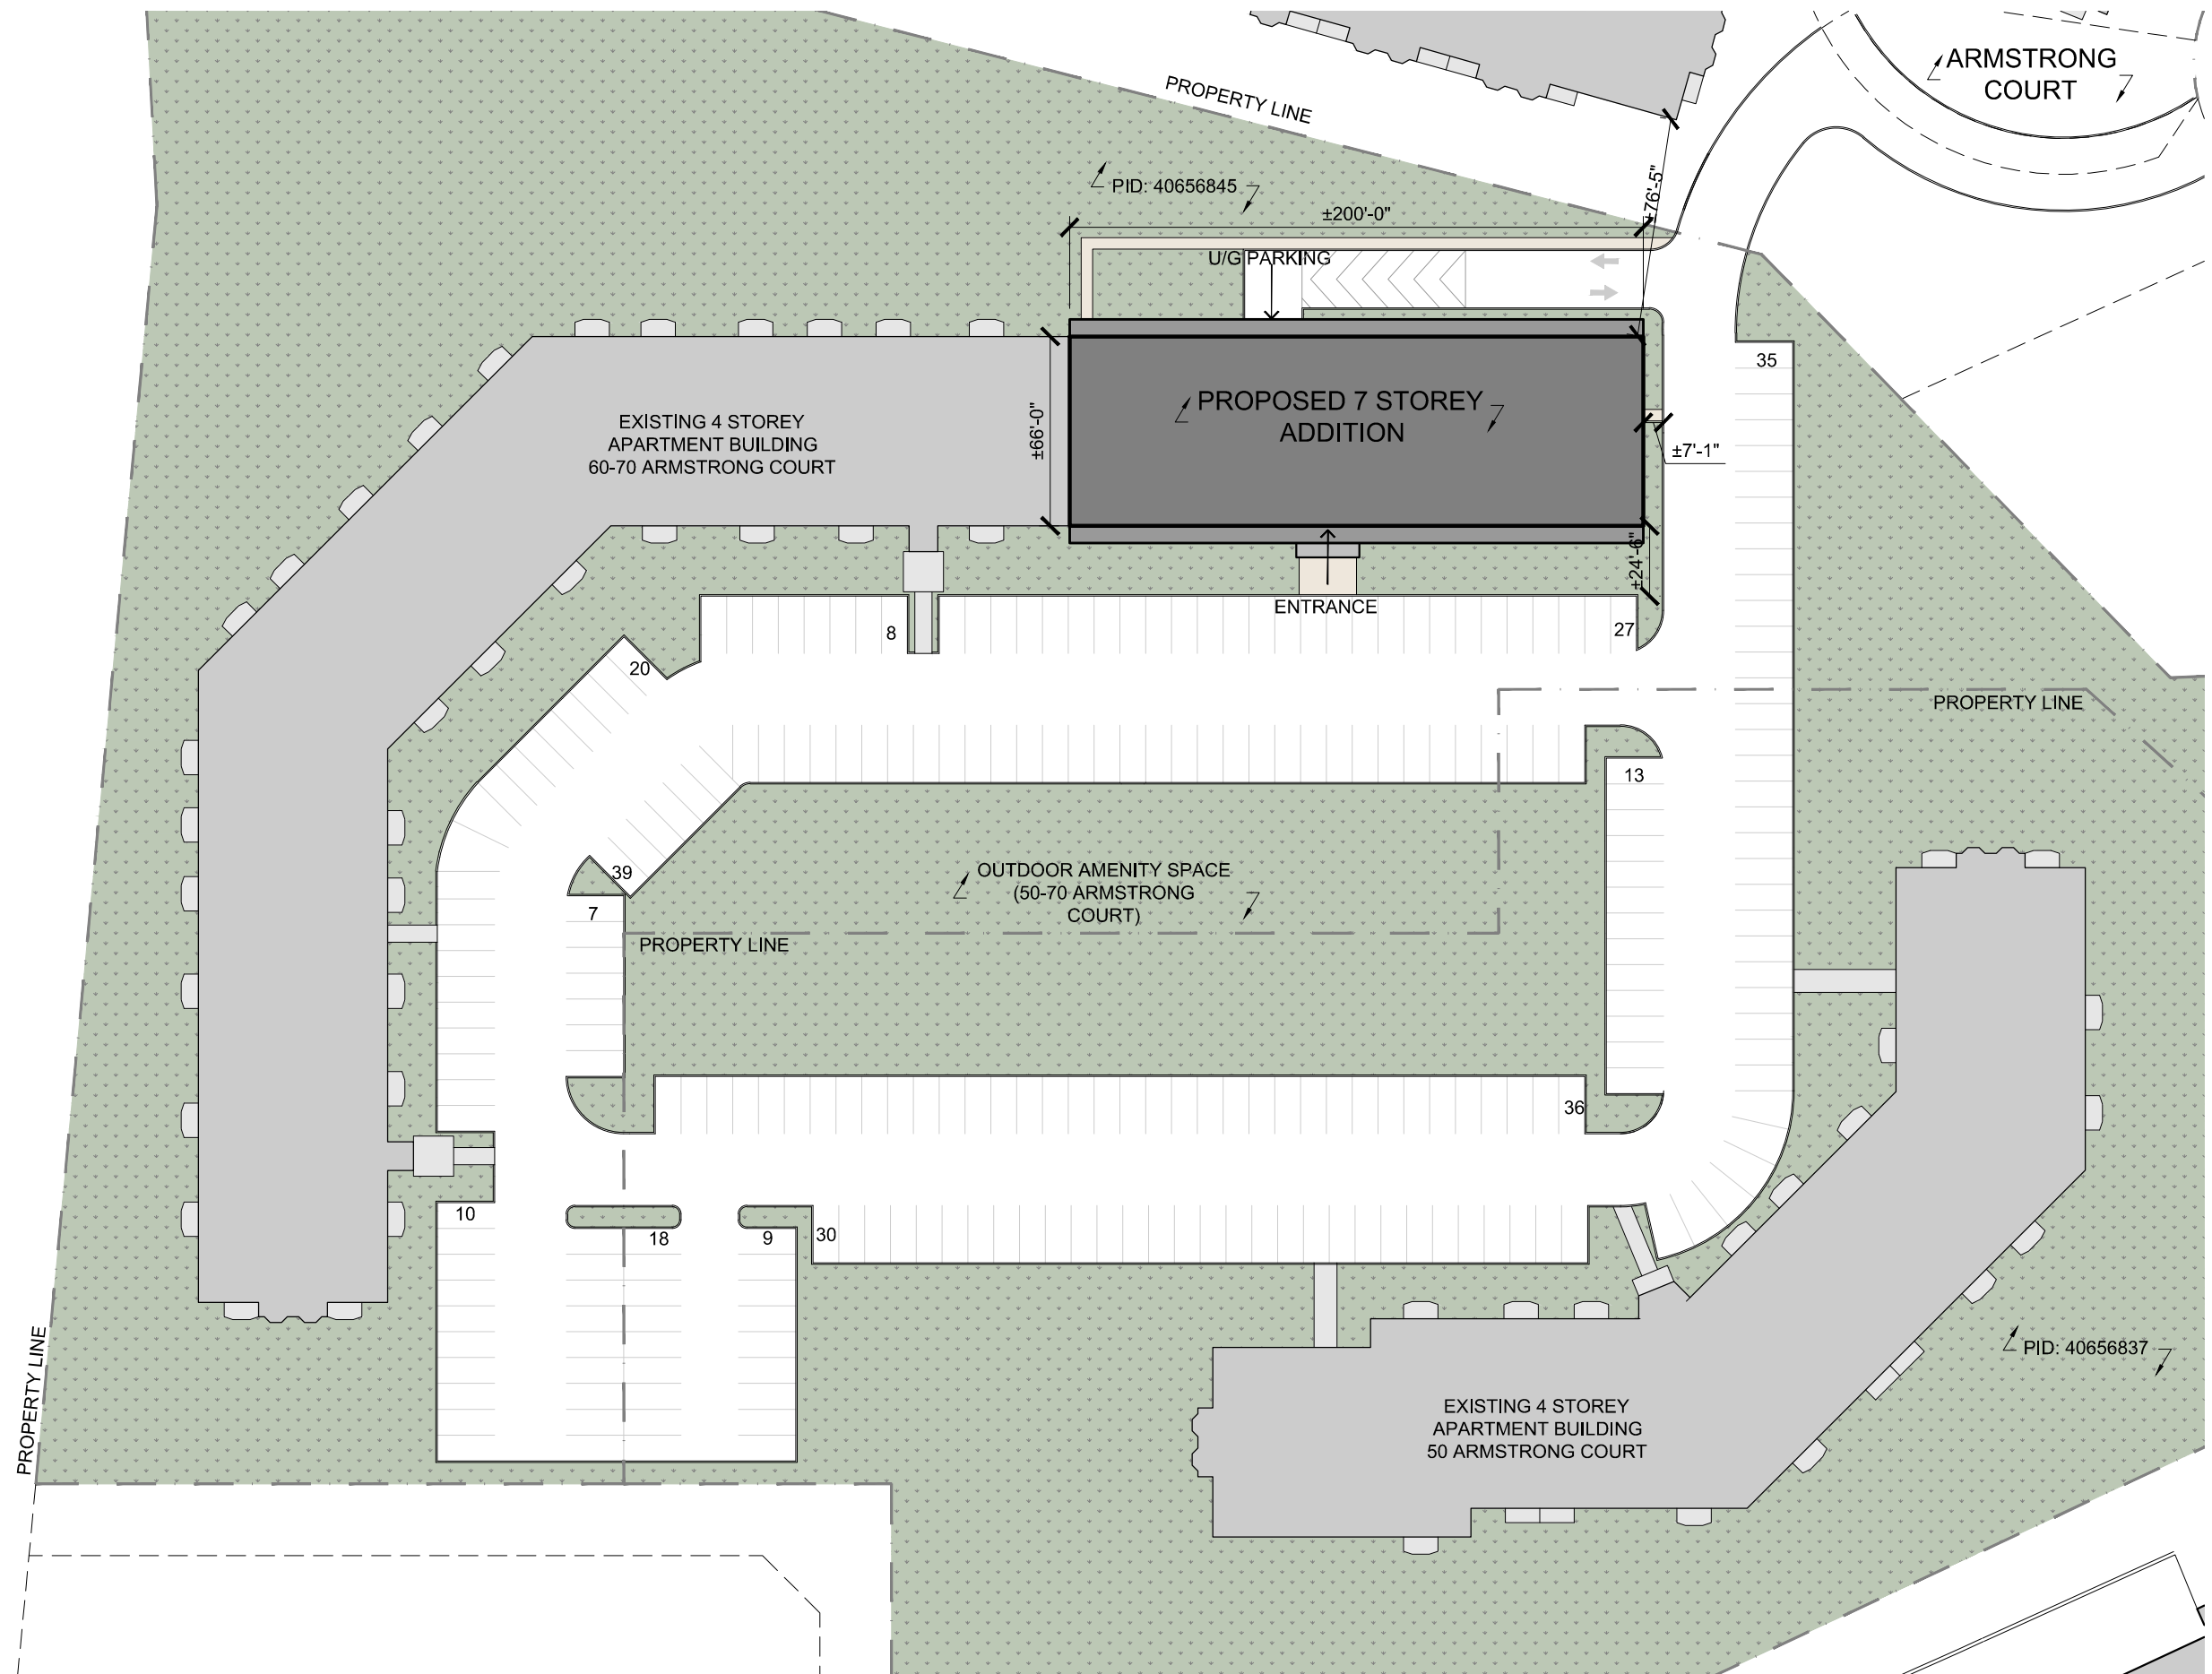 ARMSTRONG
COURT
PROPERTY LINE
PID: 40656845
±200'-0"
±76'-5"
U/G PARKING
35
PROPOSED 7 STOREY
ADDITION
EXISTING 4 STOREY
APARTMENT BUILDING
60-70 ARMSTRONG COURT
±66'-0"
±7'-1"
±24'-6"
ENTRANCE
8
27
20
PROPERTY LINE
13
39
OUTDOOR AMENITY SPACE
(50-70 ARMSTRONG
COURT)
7
PROPERTY LINE
36
10
18
9
30
PROPERTY LINE
PID: 40656837
EXISTING 4 STOREY
APARTMENT BUILDING
50 ARMSTRONG COURT